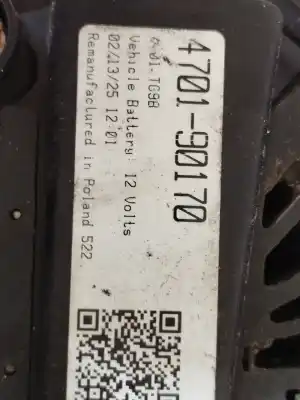 4701-90170
Vehicle Battery: 12 Volts
02/13/25 12:01
Remanufactured in Poland 522